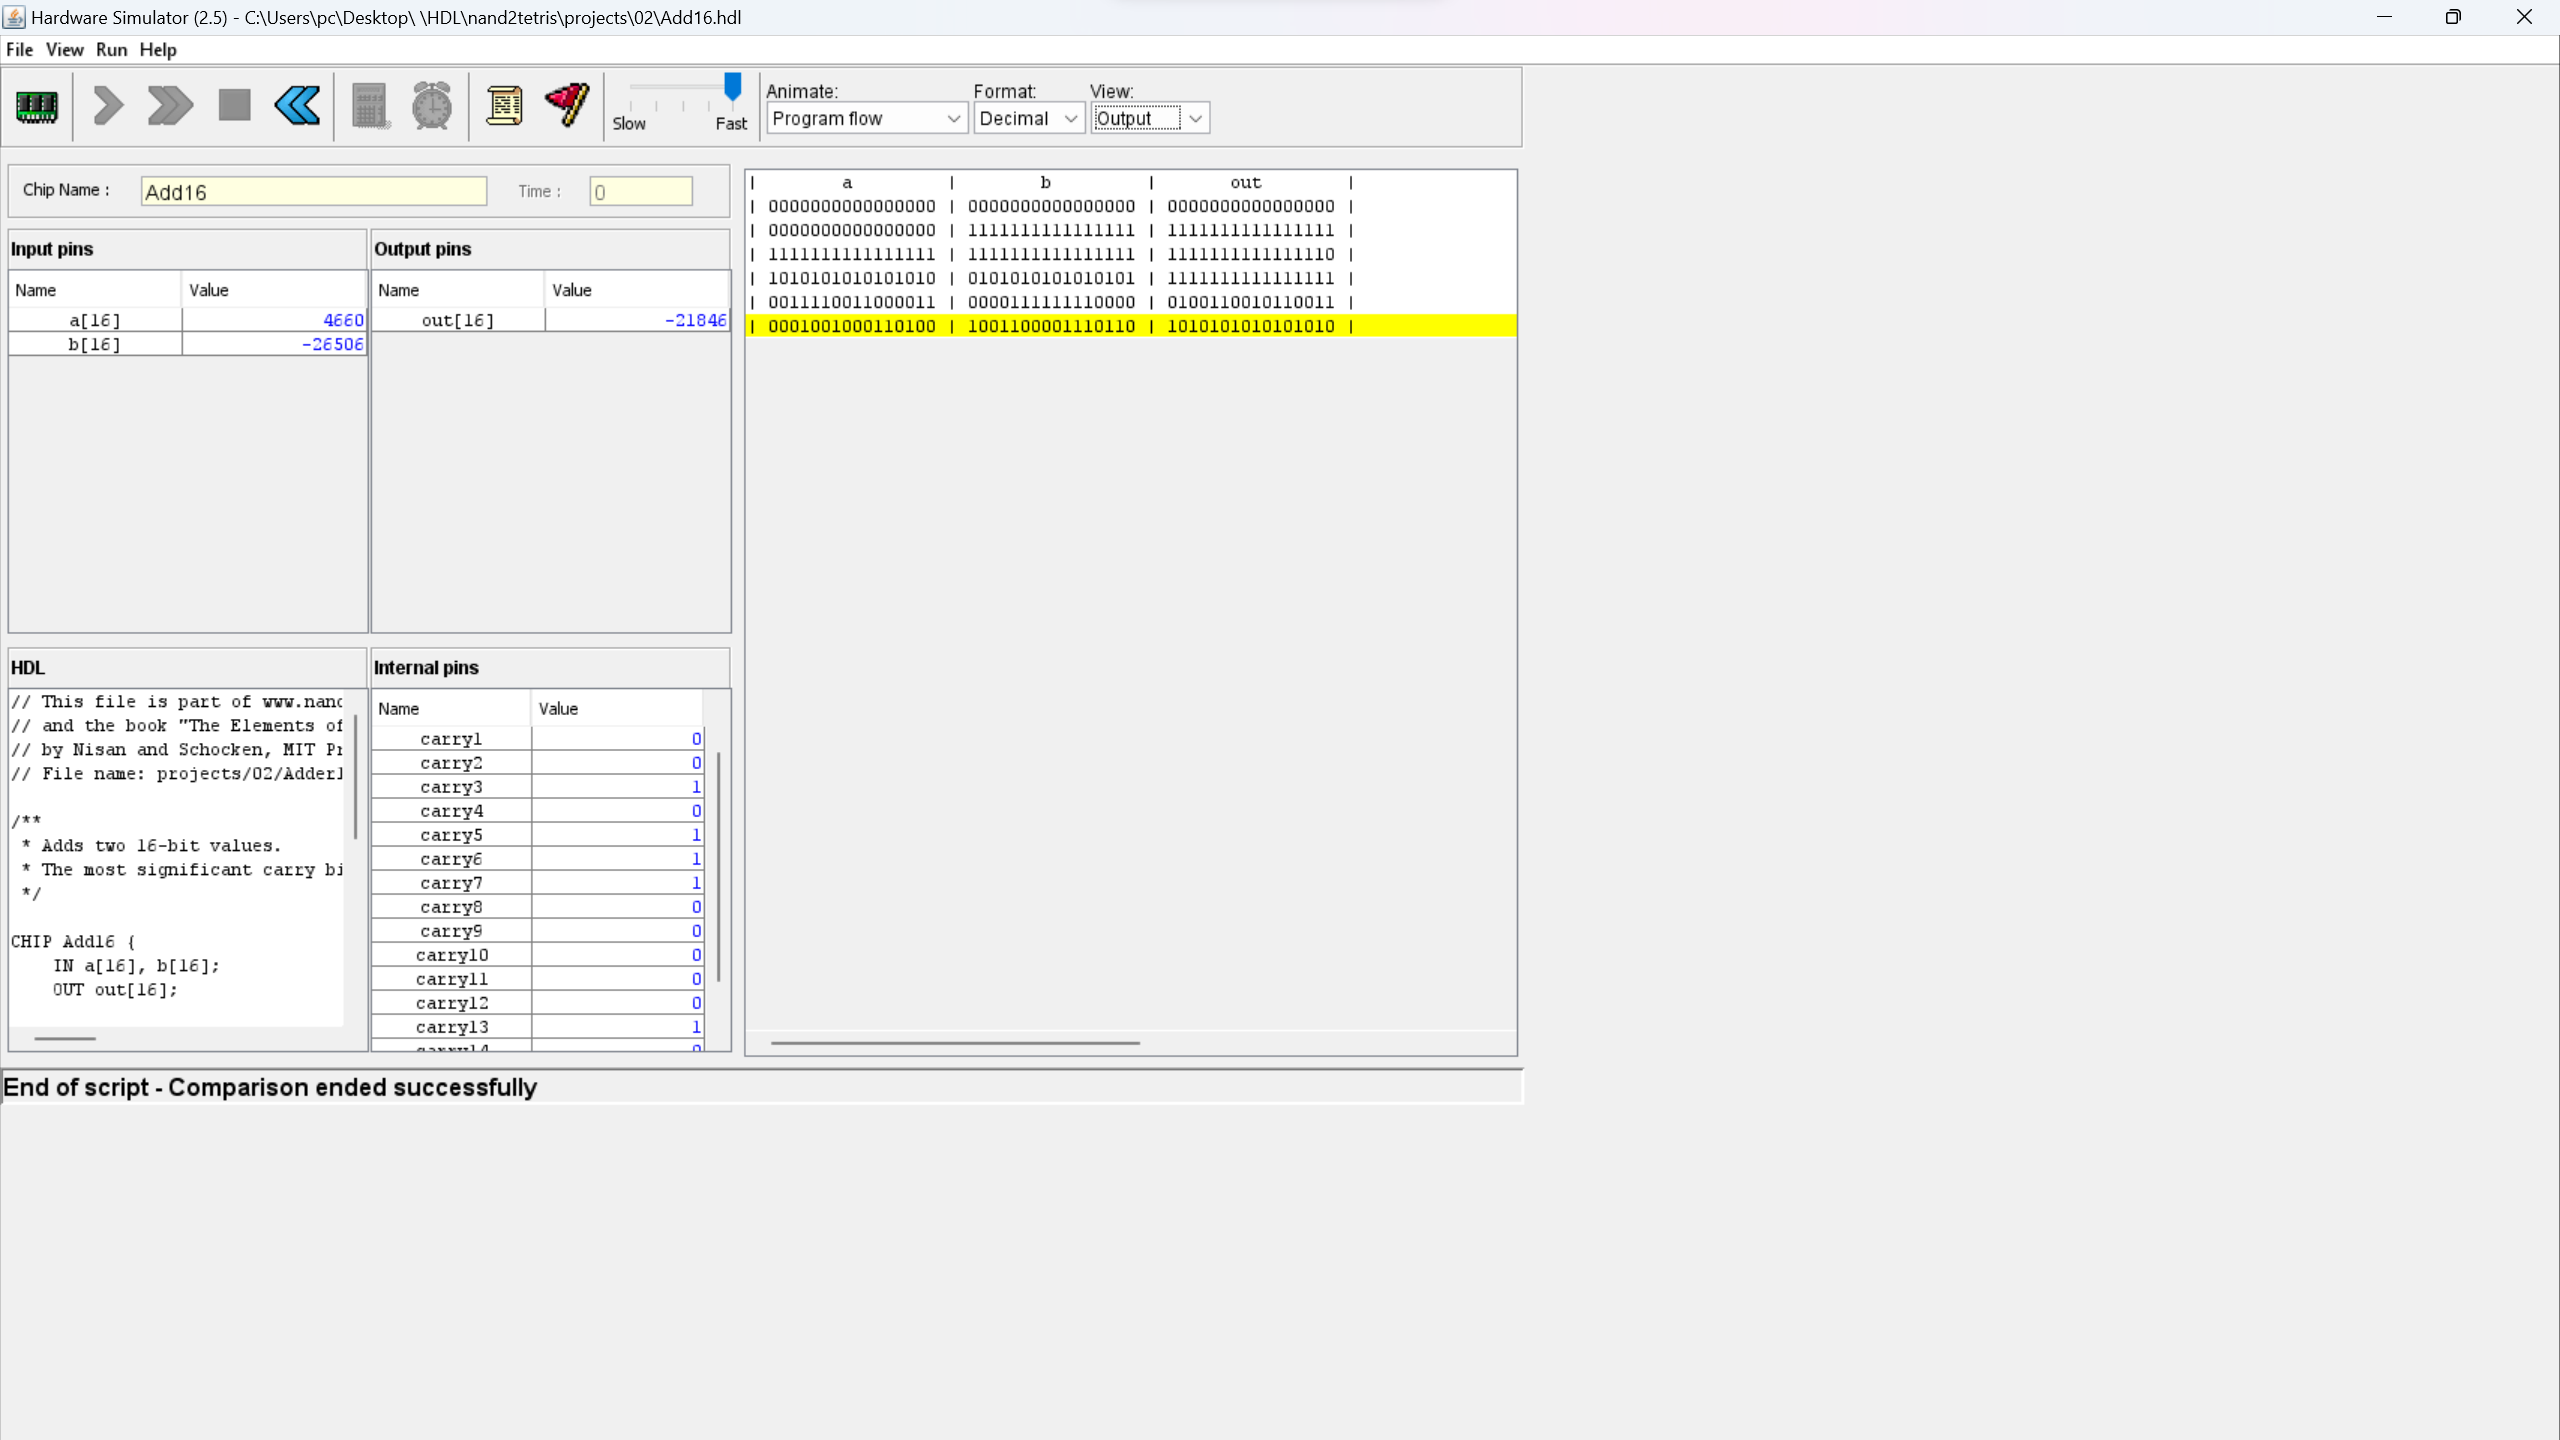 Hardware Simulator (2.5) - C:\Users\pc\Desktop\ \HDL\nand2tetris\projects\02\Add16.hdl
File View Run Help
Slow Fast
Animate:
Program flow
Format:
Decimal
View:
Output
Chip Name : Add16 Time : 0
Input pins
Name Value
a[16] 4660
b[16] -26506
Output pins
Name Value
out[16] -21846
| a | b | out |
| 0000000000000000 | 0000000000000000 | 0000000000000000 |
| 0000000000000000 | 1111111111111111 | 1111111111111111 |
| 1111111111111111 | 1111111111111111 | 1111111111111110 |
| 1010101010101010 | 0101010101010101 | 1111111111111111 |
| 0011110011000011 | 0000111111110000 | 0100110010110011 |
| 0001001000110100 | 1001100001110110 | 1010101010101010 |
HDL
// This file is part of www.nand
// and the book "The Elements of
// by Nisan and Schocken, MIT Pr
// File name: projects/02/Adder1
/**
* Adds two 16-bit values.
* The most significant carry bi
*/
CHIP Add16 {
IN a[16], b[16];
OUT out[16];
Internal pins
Name Value
carry1 0
carry2 0
carry3 1
carry4 0
carry5 1
carry6 1
carry7 1
carry8 0
carry9 0
carry10 0
carry11 0
carry12 0
carry13 1
carry14 0
End of script - Comparison ended successfully